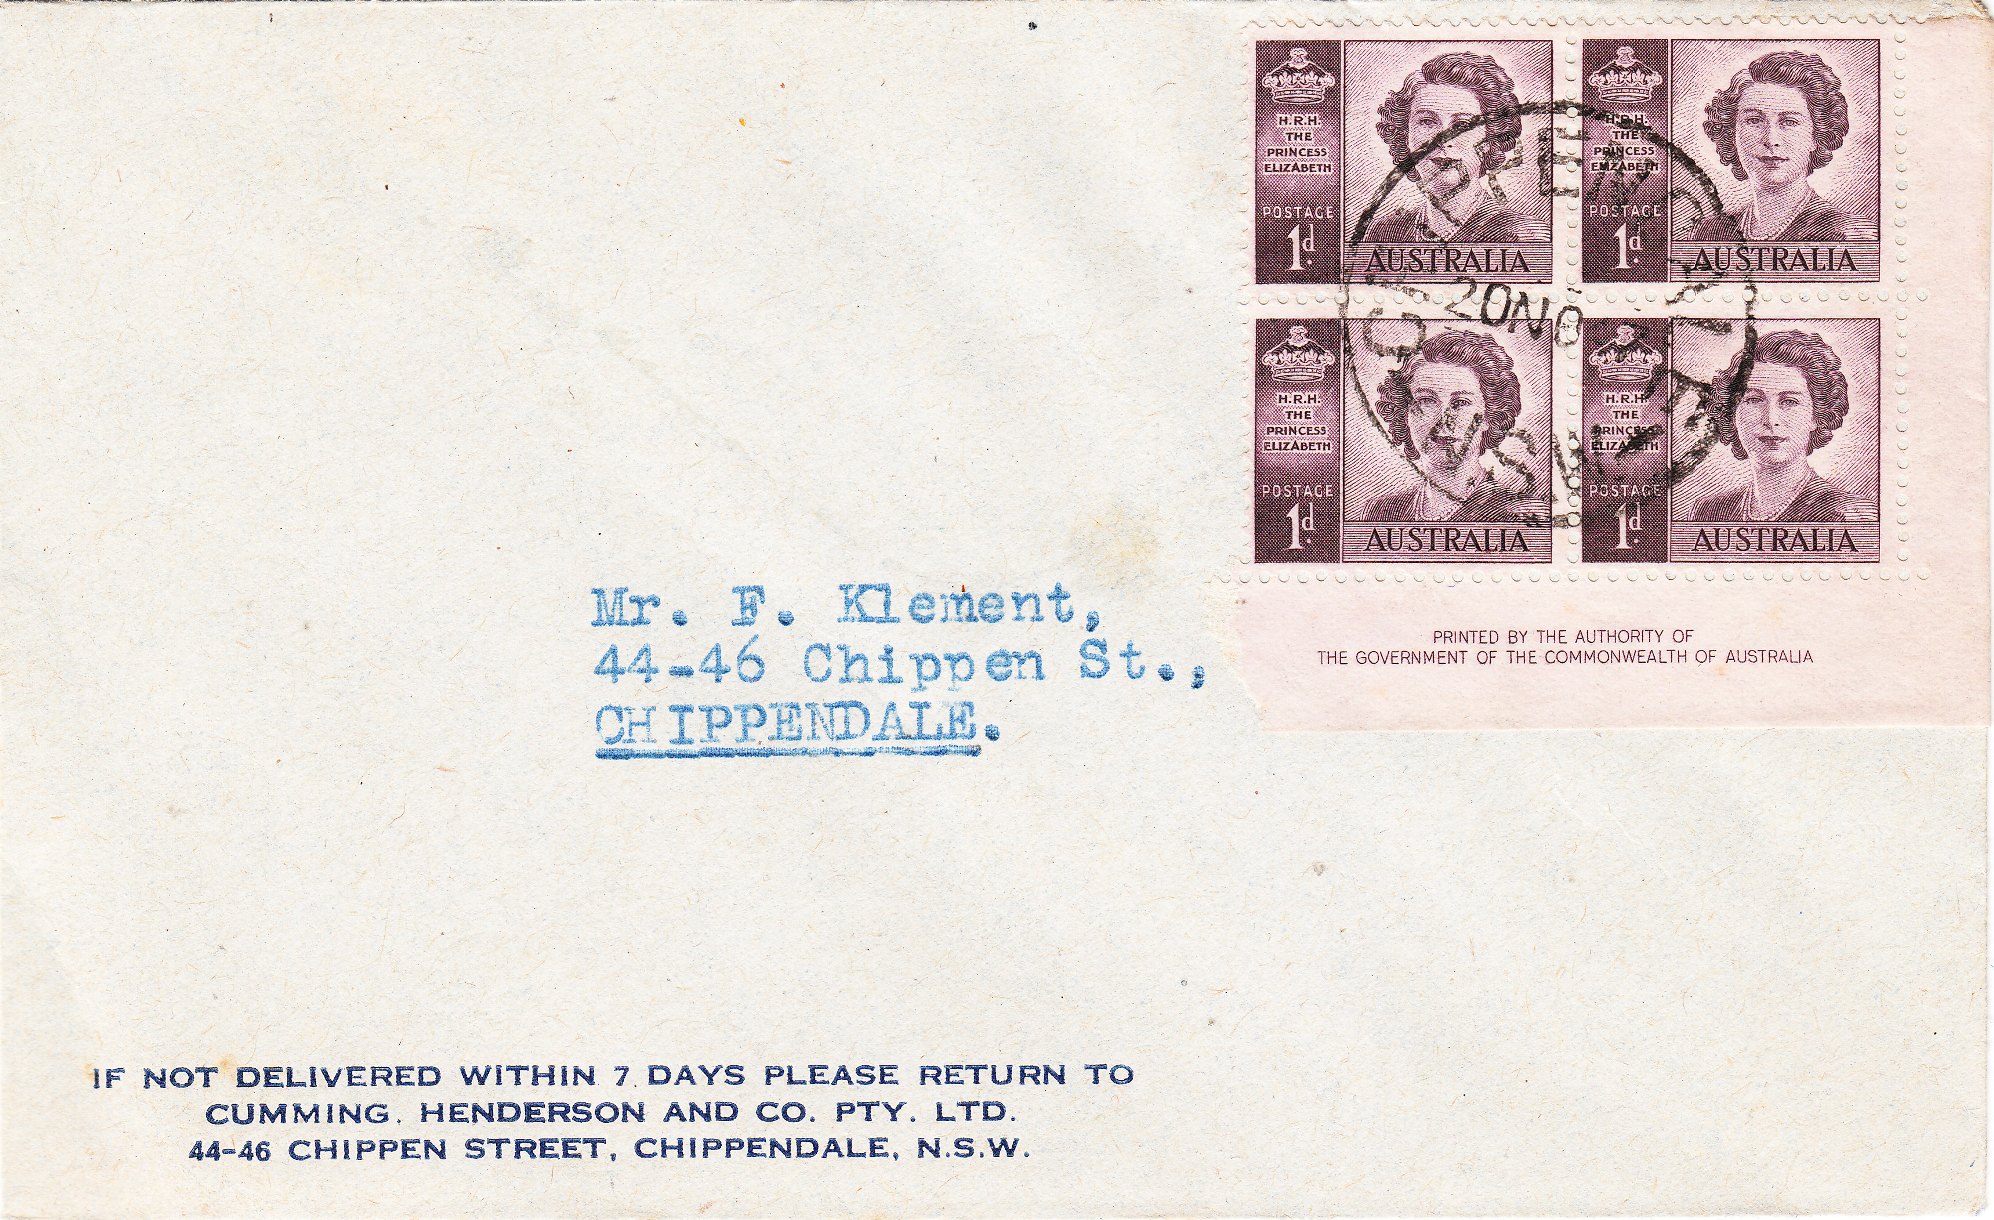 H.R.H.
THE
PRINCESS
ELIZABETH
POSTAGE
1d.
AUSTRALIA
H.R.H.
THE
PRINCESS
ELIZABETH
POSTAGE
1d.
AUSTRALIA
20 NO
H.R.H.
THE
PRINCESS
ELIZABETH
POSTAGE
1d.
AUSTRALIA
H.R.H.
THE
PRINCESS
ELIZABETH
POSTAGE
1d.
AUSTRALIA
PRINTED BY THE AUTHORITY OF
THE GOVERNMENT OF THE COMMONWEALTH OF AUSTRALIA
Mr. F. Klement,
44-46 Chippen St.,
CHIPPENDALE.
IF NOT DELIVERED WITHIN 7 DAYS PLEASE RETURN TO
CUMMING, HENDERSON AND CO. PTY. LTD.
44-46 CHIPPEN STREET, CHIPPENDALE, N.S.W.